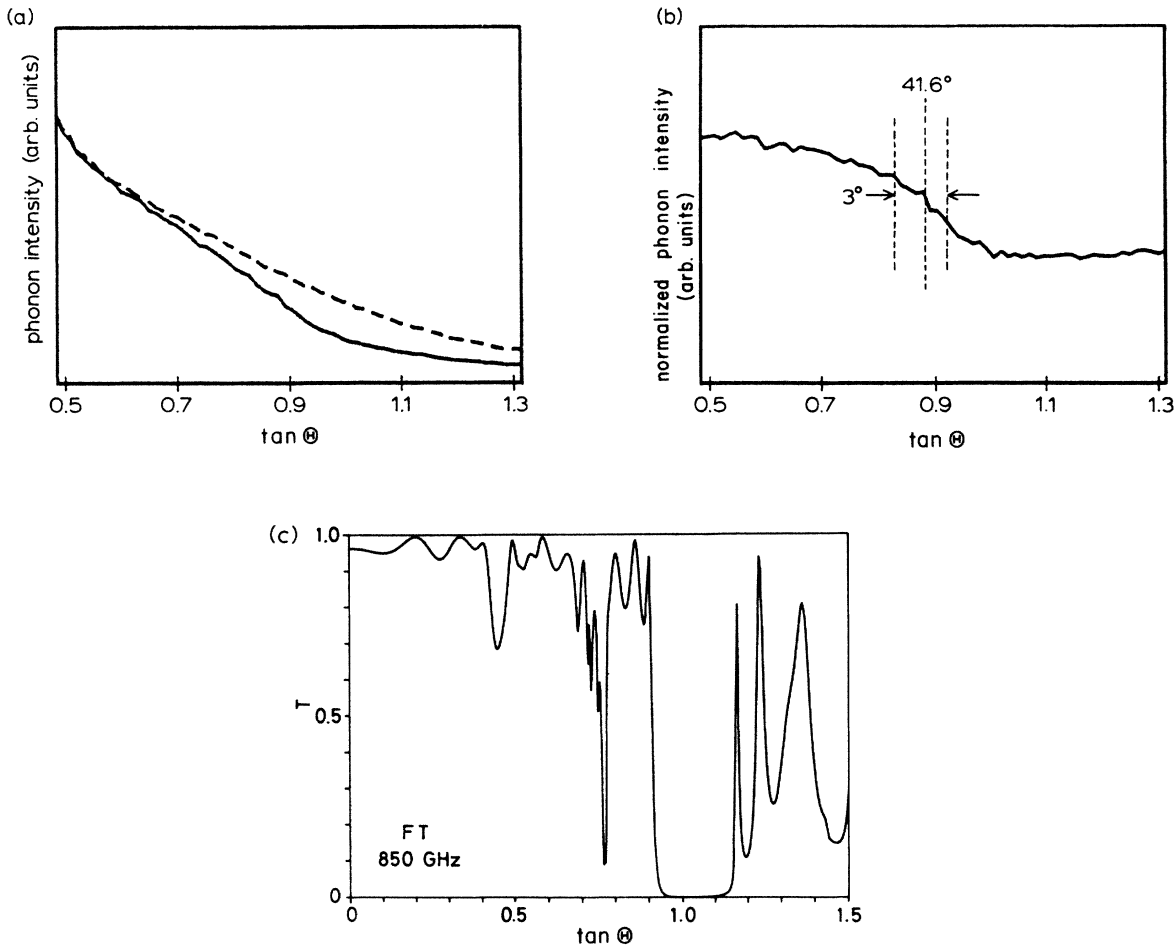 (a)
phonon intensity (arb. units)
0.5 0.7 0.9 1.1 1.3
tan Θ
(b)
normalized phonon intensity
(arb. units)
41.6°
3°
0.5 0.7 0.9 1.1 1.3
tan Θ
(c)
1.0
T
0.5
FT
850 GHz
0
0 0.5 1.0 1.5
tan Θ